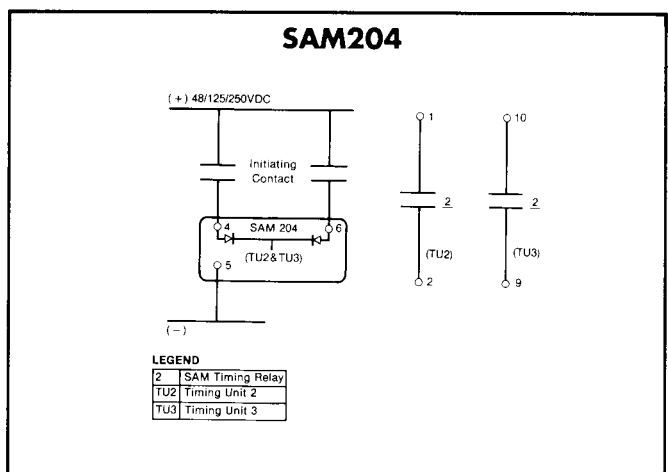 SAM204
(+) 48/125/250VDC
Initiating
Contact
4 SAM 204 6
(TU2&TU3)
5
(−)
1
2
(TU2)
2
10
2
(TU3)
9
LEGEND
2 SAM Timing Relay
TU2 Timing Unit 2
TU3 Timing Unit 3